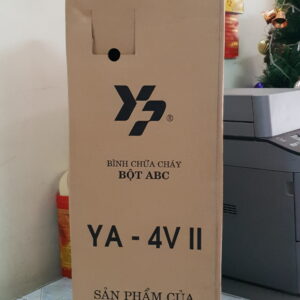 YP®
BÌNH CHỮA CHÁY
BỘT ABC
YA - 4V II
SẢN PHẨM CỦA